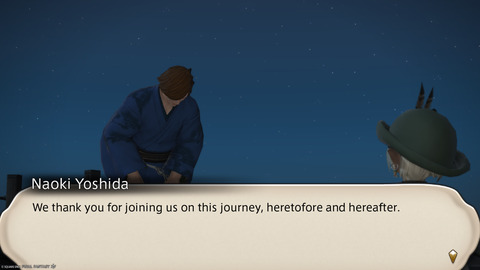 Naoki Yoshida
We thank you for joining us on this journey, heretofore and hereafter.